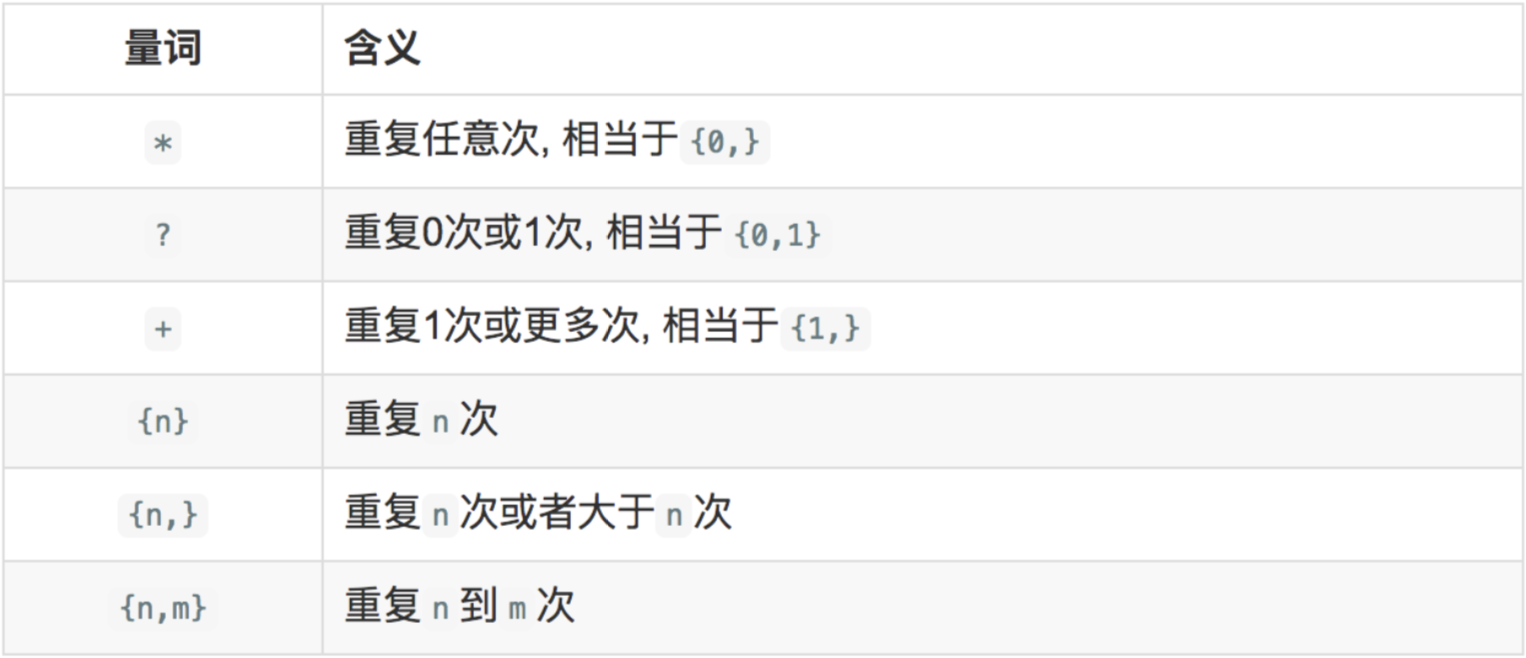 量词 含义
* 重复任意次, 相当于 {0,}
? 重复0次或1次, 相当于 {0,1}
+ 重复1次或更多次, 相当于 {1,}
{n} 重复 n 次
{n,} 重复 n 次或者大于 n 次
{n,m} 重复 n 到 m 次